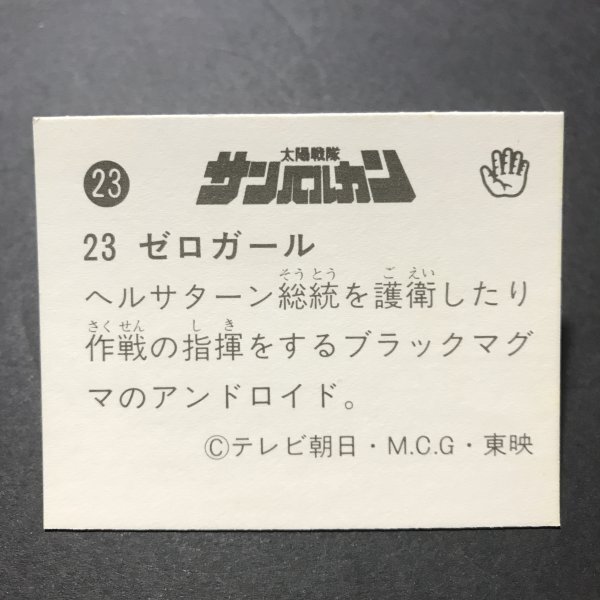 23
太陽戦隊
サンバルカン
23 ゼロガール
そうとう ご えい
ヘルサターン総統を護衛したり
さくせん し き
作戦の指揮をするブラックマグ
マのアンドロイド。
©テレビ朝日・M.C.G・東映